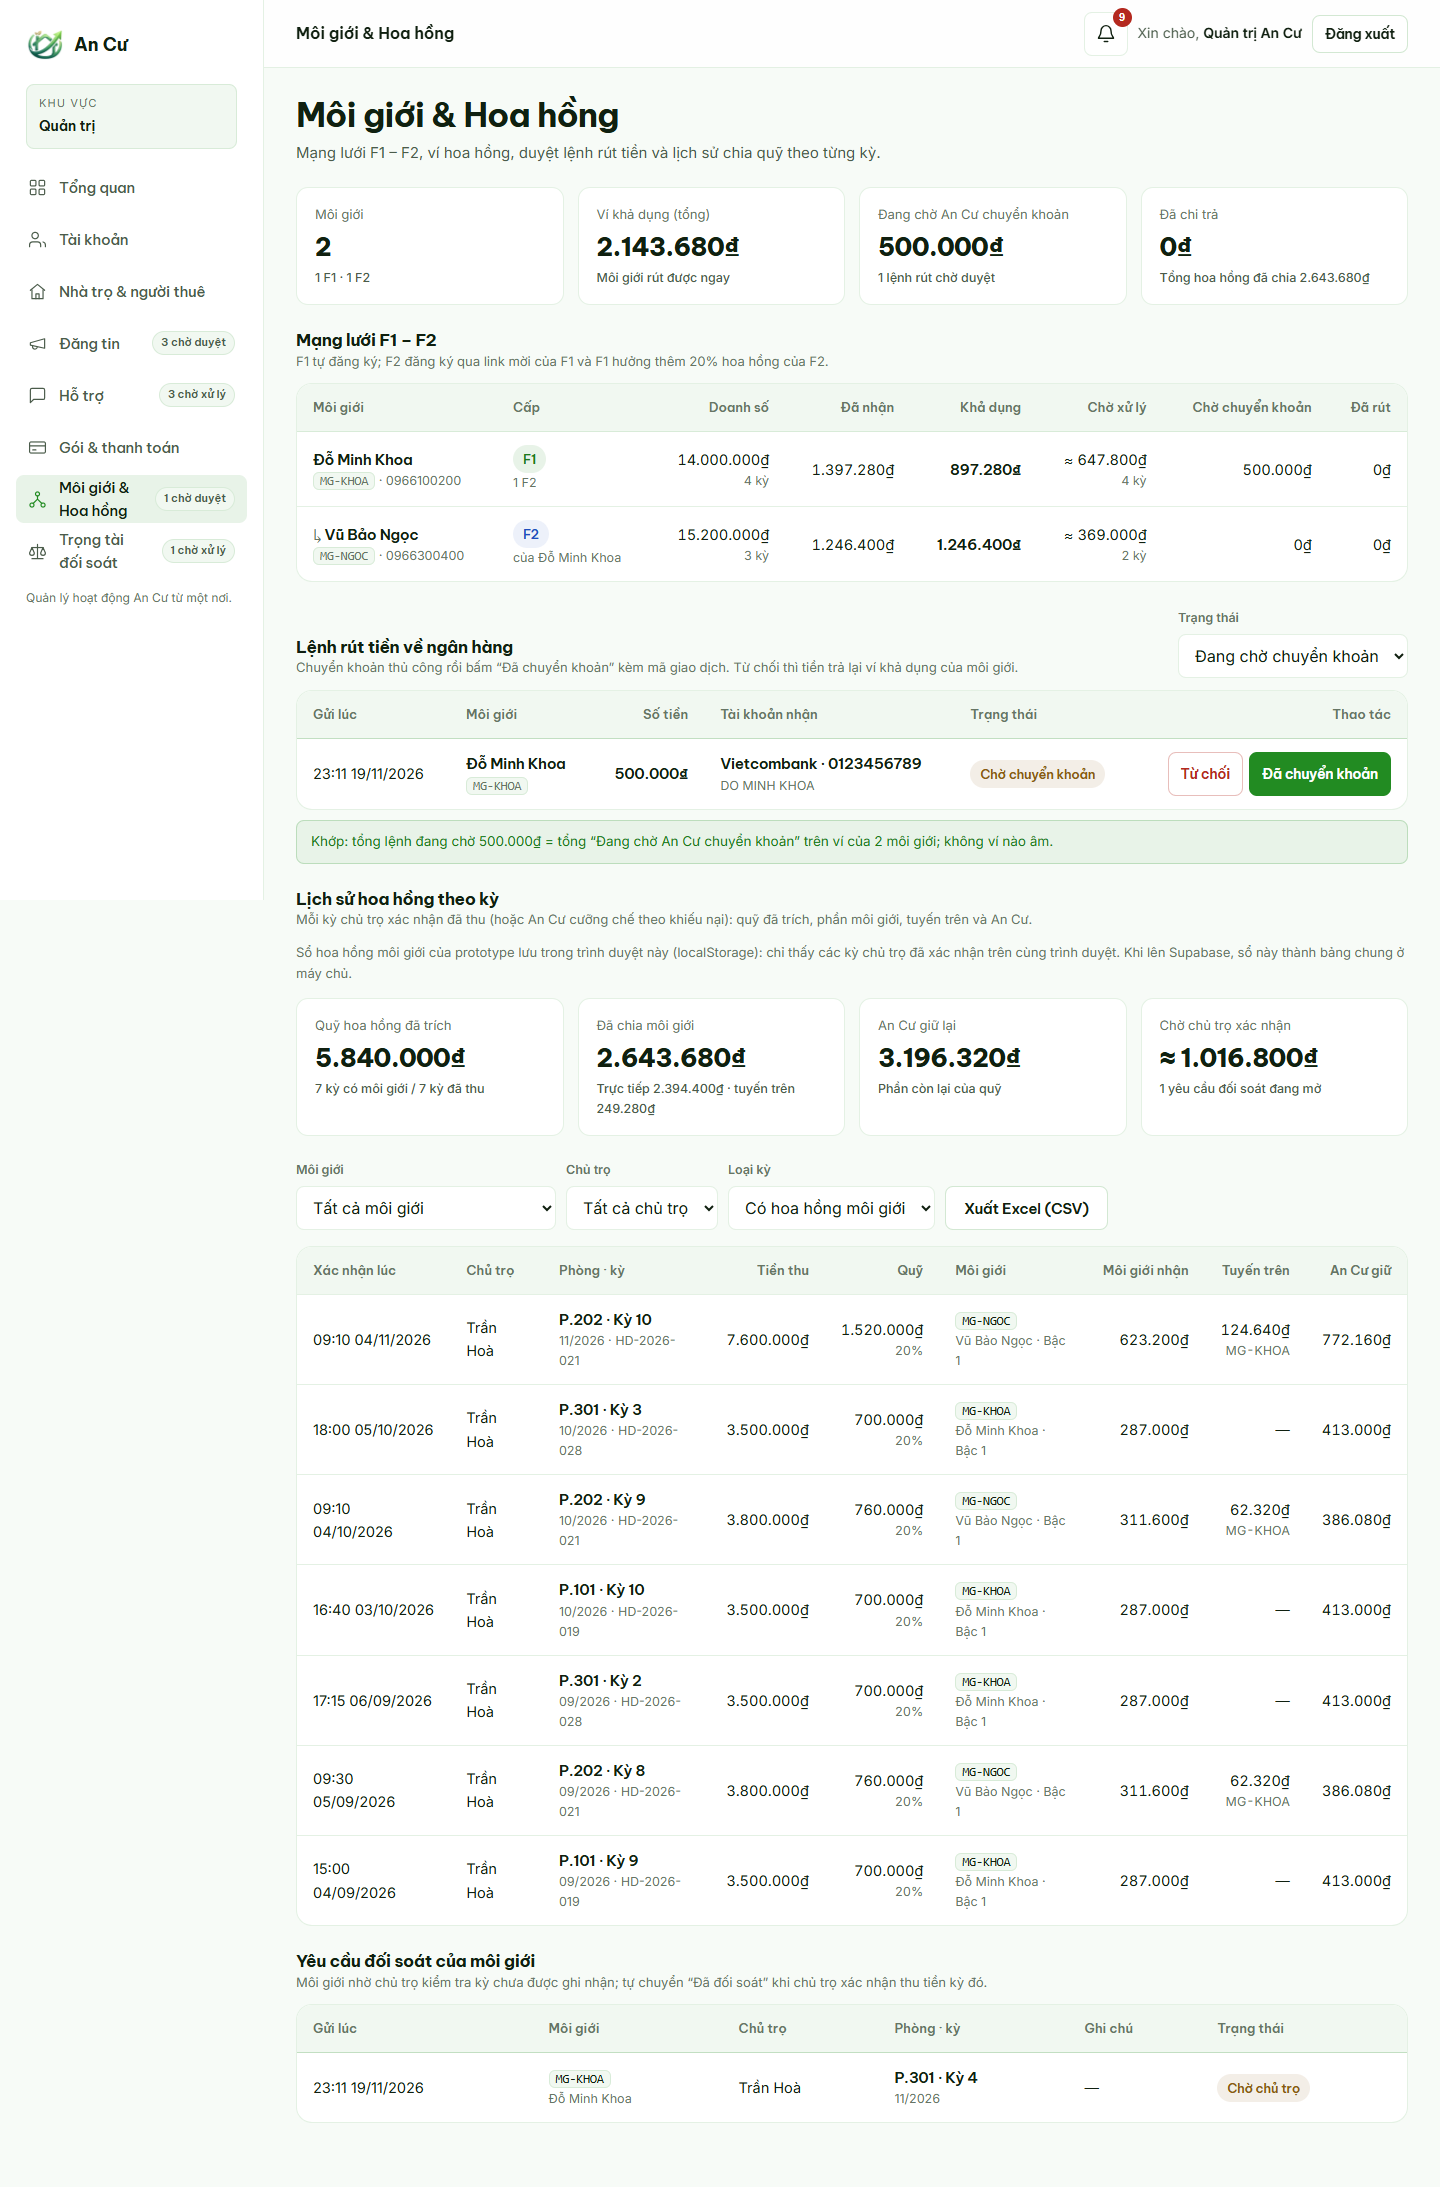 An Cư
KHU VỰC
Quản trị
Tổng quan
Tài khoản
Nhà trọ & người thuê
Đăng tin
3 chờ duyệt
Hỗ trợ
3 chờ xử lý
Gói & thanh toán
Môi giới &
Hoa hồng
1 chờ duyệt
Trọng tài
đối soát
1 chờ xử lý
Quản lý hoạt động An Cư từ một nơi.
Môi giới & Hoa hồng
9
Xin chào, Quản trị An Cư
Đăng xuất
Môi giới & Hoa hồng
Mạng lưới F1 – F2, ví hoa hồng, duyệt lệnh rút tiền và lịch sử chia quỹ theo từng kỳ.
Môi giới
2
1 F1 · 1 F2
Ví khả dụng (tổng)
2.143.680₫
Môi giới rút được ngay
Đang chờ An Cư chuyển khoản
500.000₫
1 lệnh rút chờ duyệt
Đã chi trả
0₫
Tổng hoa hồng đã chia 2.643.680₫
Mạng lưới F1 – F2
F1 tự đăng ký; F2 đăng ký qua link mời của F1 và F1 hưởng thêm 20% hoa hồng của F2.
Môi giới Cấp Doanh số Đã nhận Khả dụng Chờ xử lý Chờ chuyển khoản Đã rút
Đỗ Minh Khoa F1 14.000.000₫ 1.397.280₫ 897.280₫ ≈ 647.800₫ 500.000₫ 0₫
MG-KHOA · 0966100200 1 F2 4 kỳ 4 kỳ
↳ Vũ Bảo Ngọc F2 15.200.000₫ 1.246.400₫ 1.246.400₫ ≈ 369.000₫ 0₫ 0₫
MG-NGOC · 0966300400 của Đỗ Minh Khoa 3 kỳ 2 kỳ
Trạng thái
Lệnh rút tiền về ngân hàng
Chuyển khoản thủ công rồi bấm “Đã chuyển khoản” kèm mã giao dịch. Từ chối thì tiền trả lại ví khả dụng của môi giới.
Đang chờ chuyển khoản
Gửi lúc Môi giới Số tiền Tài khoản nhận Trạng thái Thao tác
23:11 19/11/2026 Đỗ Minh Khoa 500.000₫ Vietcombank · 0123456789 Chờ chuyển khoản Từ chối Đã chuyển khoản
MG-KHOA DO MINH KHOA
Khớp: tổng lệnh đang chờ 500.000₫ = tổng “Đang chờ An Cư chuyển khoản” trên ví của 2 môi giới; không ví nào âm.
Lịch sử hoa hồng theo kỳ
Mỗi kỳ chủ trọ xác nhận đã thu (hoặc An Cư cưỡng chế theo khiếu nại): quỹ đã trích, phần môi giới, tuyến trên và An Cư.
Sổ hoa hồng môi giới của prototype lưu trong trình duyệt này (localStorage): chỉ thấy các kỳ chủ trọ đã xác nhận trên cùng trình duyệt. Khi lên Supabase, sổ này thành bảng chung ở
máy chủ.
Quỹ hoa hồng đã trích
5.840.000₫
7 kỳ có môi giới / 7 kỳ đã thu
Đã chia môi giới
2.643.680₫
Trực tiếp 2.394.400₫ · tuyến trên
249.280₫
An Cư giữ lại
3.196.320₫
Phần còn lại của quỹ
Chờ chủ trọ xác nhận
≈ 1.016.800₫
1 yêu cầu đối soát đang mở
Môi giới Chủ trọ Loại kỳ
Tất cả môi giới Tất cả chủ trọ Có hoa hồng môi giới Xuất Excel (CSV)
Xác nhận lúc Chủ trọ Phòng · kỳ Tiền thu Quỹ Môi giới Môi giới nhận Tuyến trên An Cư giữ
09:10 04/11/2026 Trần Hoà P.202 · Kỳ 10 7.600.000₫ 1.520.000₫ MG-NGOC 623.200₫ 124.640₫ 772.160₫
11/2026 · HD-2026-021 20% Vũ Bảo Ngọc · Bậc 1 MG-KHOA
18:00 05/10/2026 Trần Hoà P.301 · Kỳ 3 3.500.000₫ 700.000₫ MG-KHOA 287.000₫ — 413.000₫
10/2026 · HD-2026-028 20% Đỗ Minh Khoa · Bậc 1
09:10 04/10/2026 Trần Hoà P.202 · Kỳ 9 3.800.000₫ 760.000₫ MG-NGOC 311.600₫ 62.320₫ 386.080₫
10/2026 · HD-2026-021 20% Vũ Bảo Ngọc · Bậc 1 MG-KHOA
16:40 03/10/2026 Trần Hoà P.101 · Kỳ 10 3.500.000₫ 700.000₫ MG-KHOA 287.000₫ — 413.000₫
10/2026 · HD-2026-019 20% Đỗ Minh Khoa · Bậc 1
17:15 06/09/2026 Trần Hoà P.301 · Kỳ 2 3.500.000₫ 700.000₫ MG-KHOA 287.000₫ — 413.000₫
09/2026 · HD-2026-028 20% Đỗ Minh Khoa · Bậc 1
09:30 05/09/2026 Trần Hoà P.202 · Kỳ 8 3.800.000₫ 760.000₫ MG-NGOC 311.600₫ 62.320₫ 386.080₫
09/2026 · HD-2026-021 20% Vũ Bảo Ngọc · Bậc 1 MG-KHOA
15:00 04/09/2026 Trần Hoà P.101 · Kỳ 9 3.500.000₫ 700.000₫ MG-KHOA 287.000₫ — 413.000₫
09/2026 · HD-2026-019 20% Đỗ Minh Khoa · Bậc 1
Yêu cầu đối soát của môi giới
Môi giới nhờ chủ trọ kiểm tra kỳ chưa được ghi nhận; tự chuyển “Đã đối soát” khi chủ trọ xác nhận thu tiền kỳ đó.
Gửi lúc Môi giới Chủ trọ Phòng · kỳ Ghi chú Trạng thái
23:11 19/11/2026 MG-KHOA Trần Hoà P.301 · Kỳ 4 — Chờ chủ trọ
Đỗ Minh Khoa 11/2026